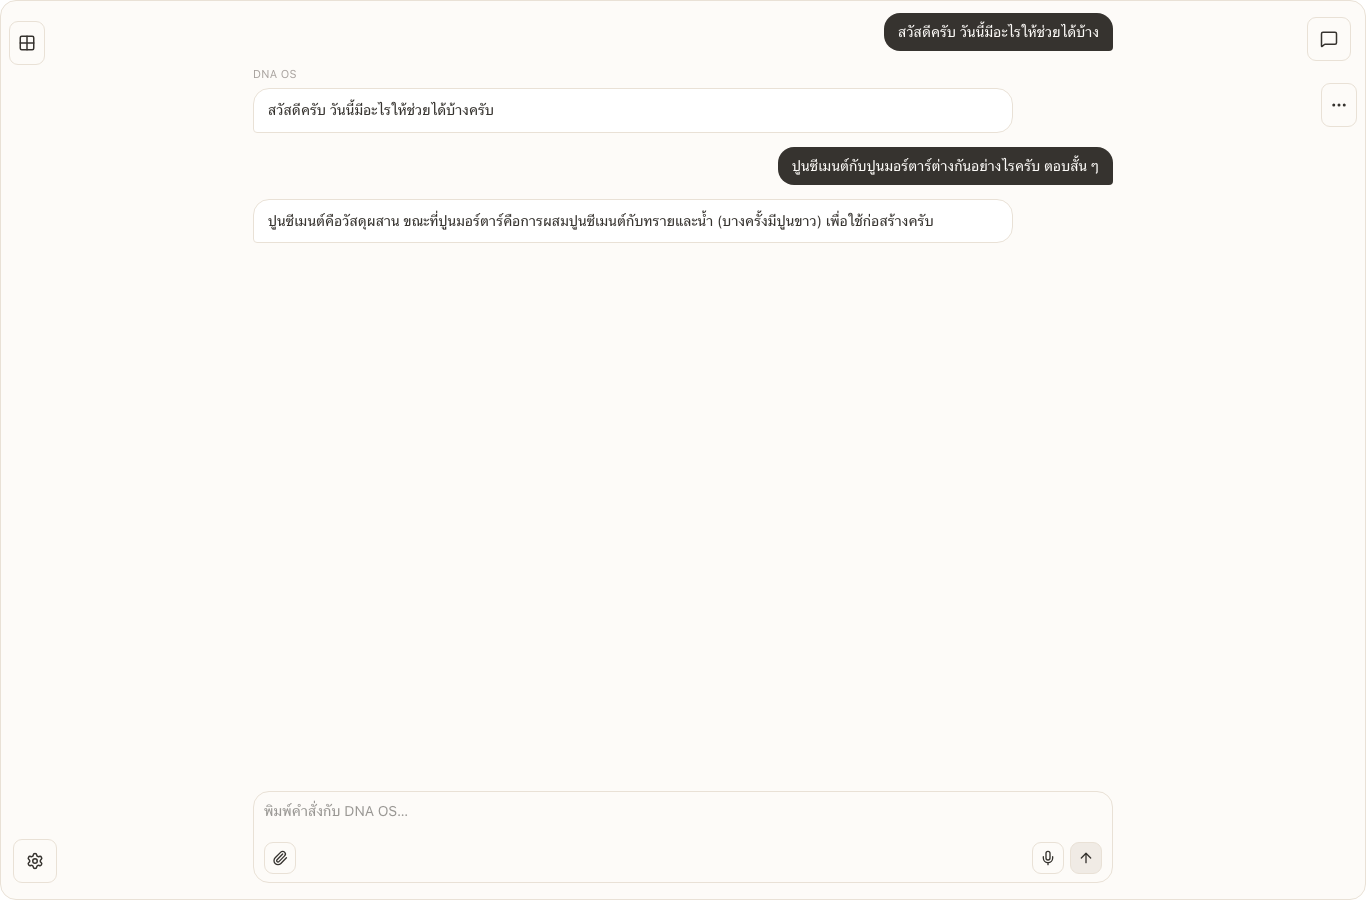 สวัสดีครับ วันนี้มีอะไรให้ช่วยได้บ้าง
DNA OS
สวัสดีครับ วันนี้มีอะไรให้ช่วยได้บ้างครับ
ปูนซีเมนต์กับปูนมอร์ตาร์ต่างกันอย่างไรครับ ตอบสั้น ๆ
ปูนซีเมนต์คือวัสดุผสาน ขณะที่ปูนมอร์ตาร์คือการผสมปูนซีเมนต์กับทรายและน้ำ (บางครั้งมีปูนขาว) เพื่อใช้ก่อสร้างครับ
พิมพ์คำสั่งกับ DNA OS...